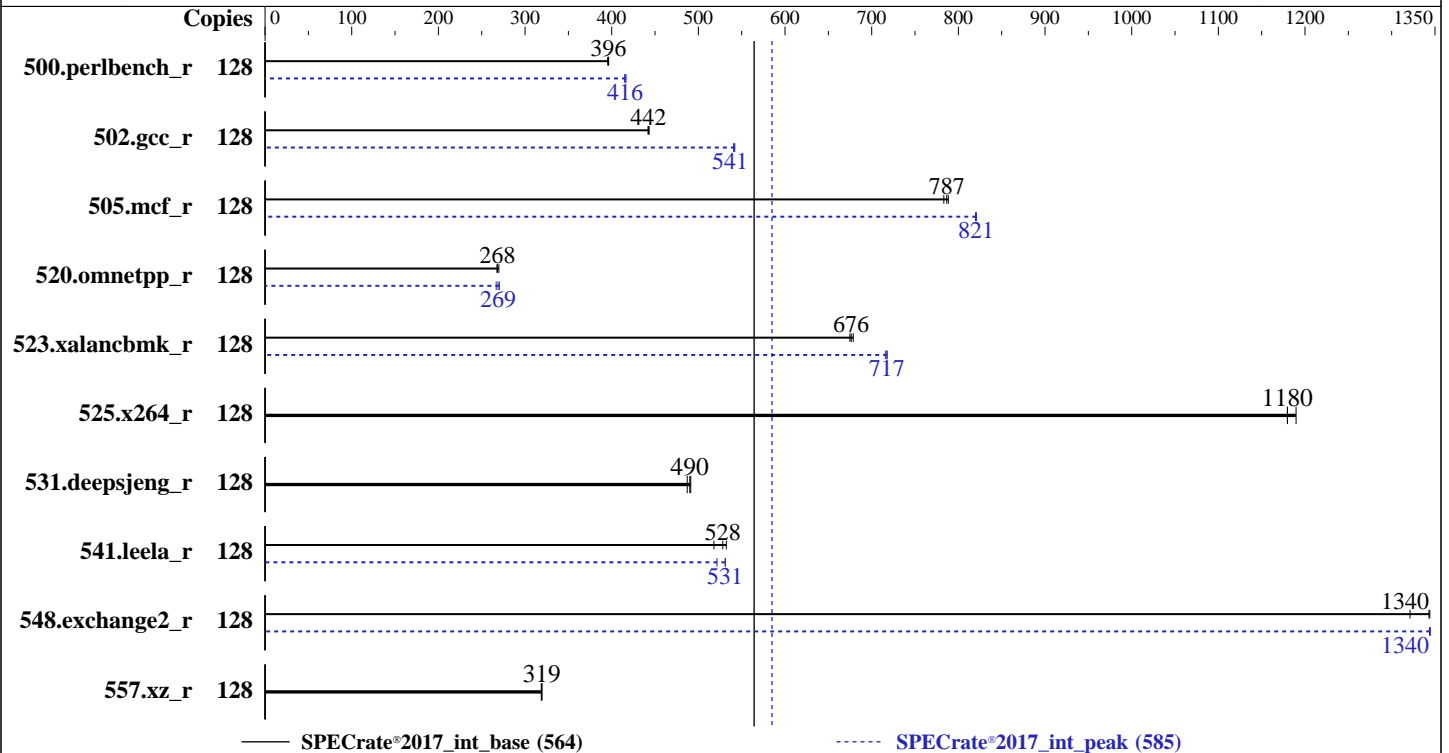 Copies 0 100 200 300 400 500 600 700 800 900 1000 1100 1200 1350
500.perlbench_r 128 396
416
502.gcc_r 128 442
541
505.mcf_r 128 787
821
520.omnetpp_r 128 268
269
523.xalancbmk_r 128 676
717
525.x264_r 128 1180
531.deepsjeng_r 128 490
541.leela_r 128 528
531
548.exchange2_r 128 1340
1340
557.xz_r 128 319
SPECrate®2017_int_base (564) SPECrate®2017_int_peak (585)